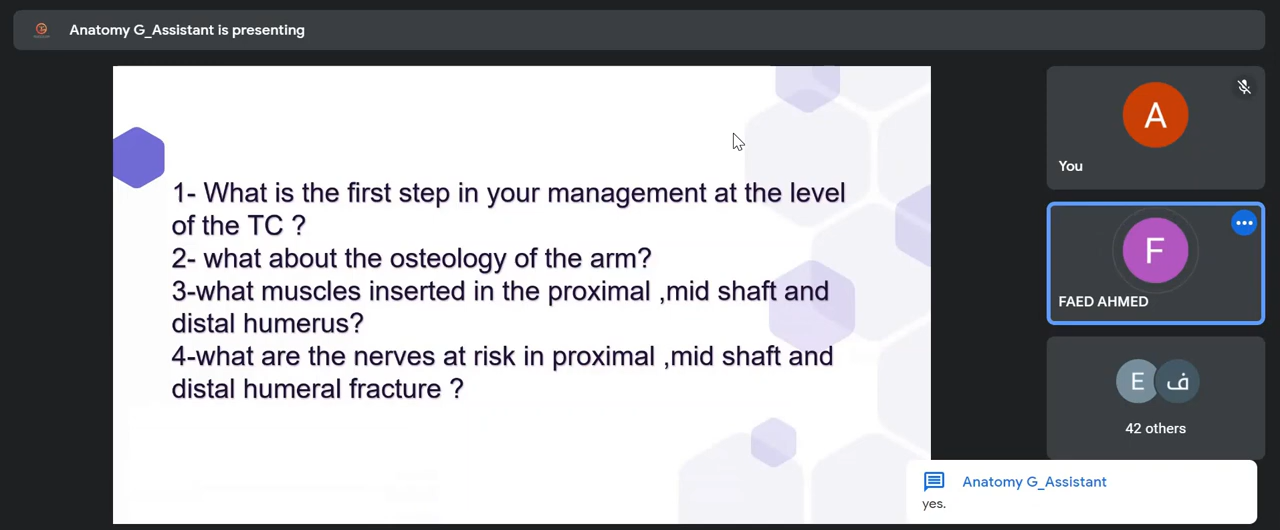 Anatomy G_Assistant is presenting
1- What is the first step in your management at the level
of the TC ?
2- what about the osteology of the arm?
3-what muscles inserted in the proximal ,mid shaft and
distal humerus?
4-what are the nerves at risk in proximal ,mid shaft and
distal humeral fracture ?
A
You
F
FAED AHMED
E
ف
42 others
Anatomy G_Assistant
yes.